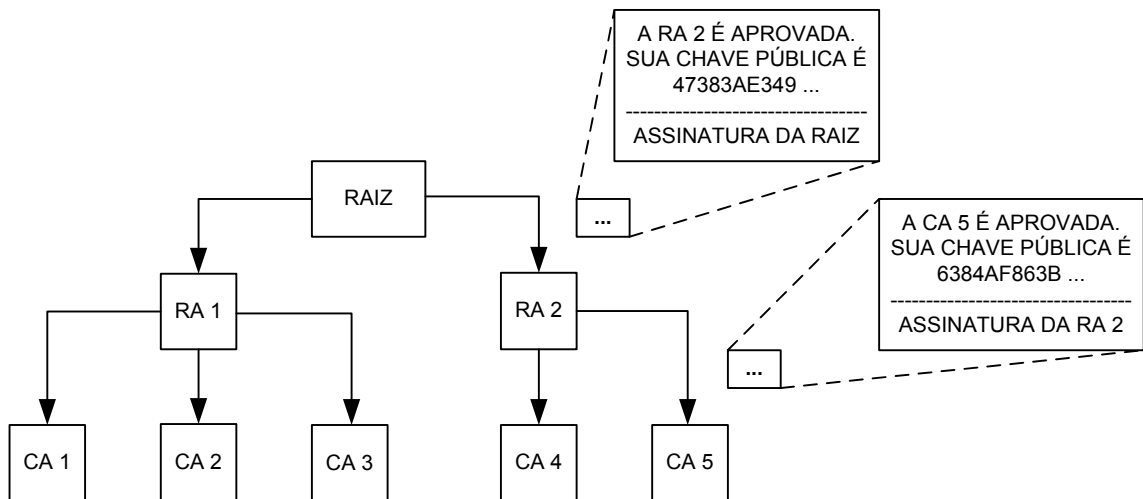 A RA 2 É APROVADA.
SUA CHAVE PÚBLICA É
47383AE349 ...
------------------------------------
ASSINATURA DA RAIZ
RAIZ
...
A CA 5 É APROVADA.
SUA CHAVE PÚBLICA É
6384AF863B ...
------------------------------------
ASSINATURA DA RA 2
RA 1
RA 2
...
CA 1
CA 2
CA 3
CA 4
CA 5